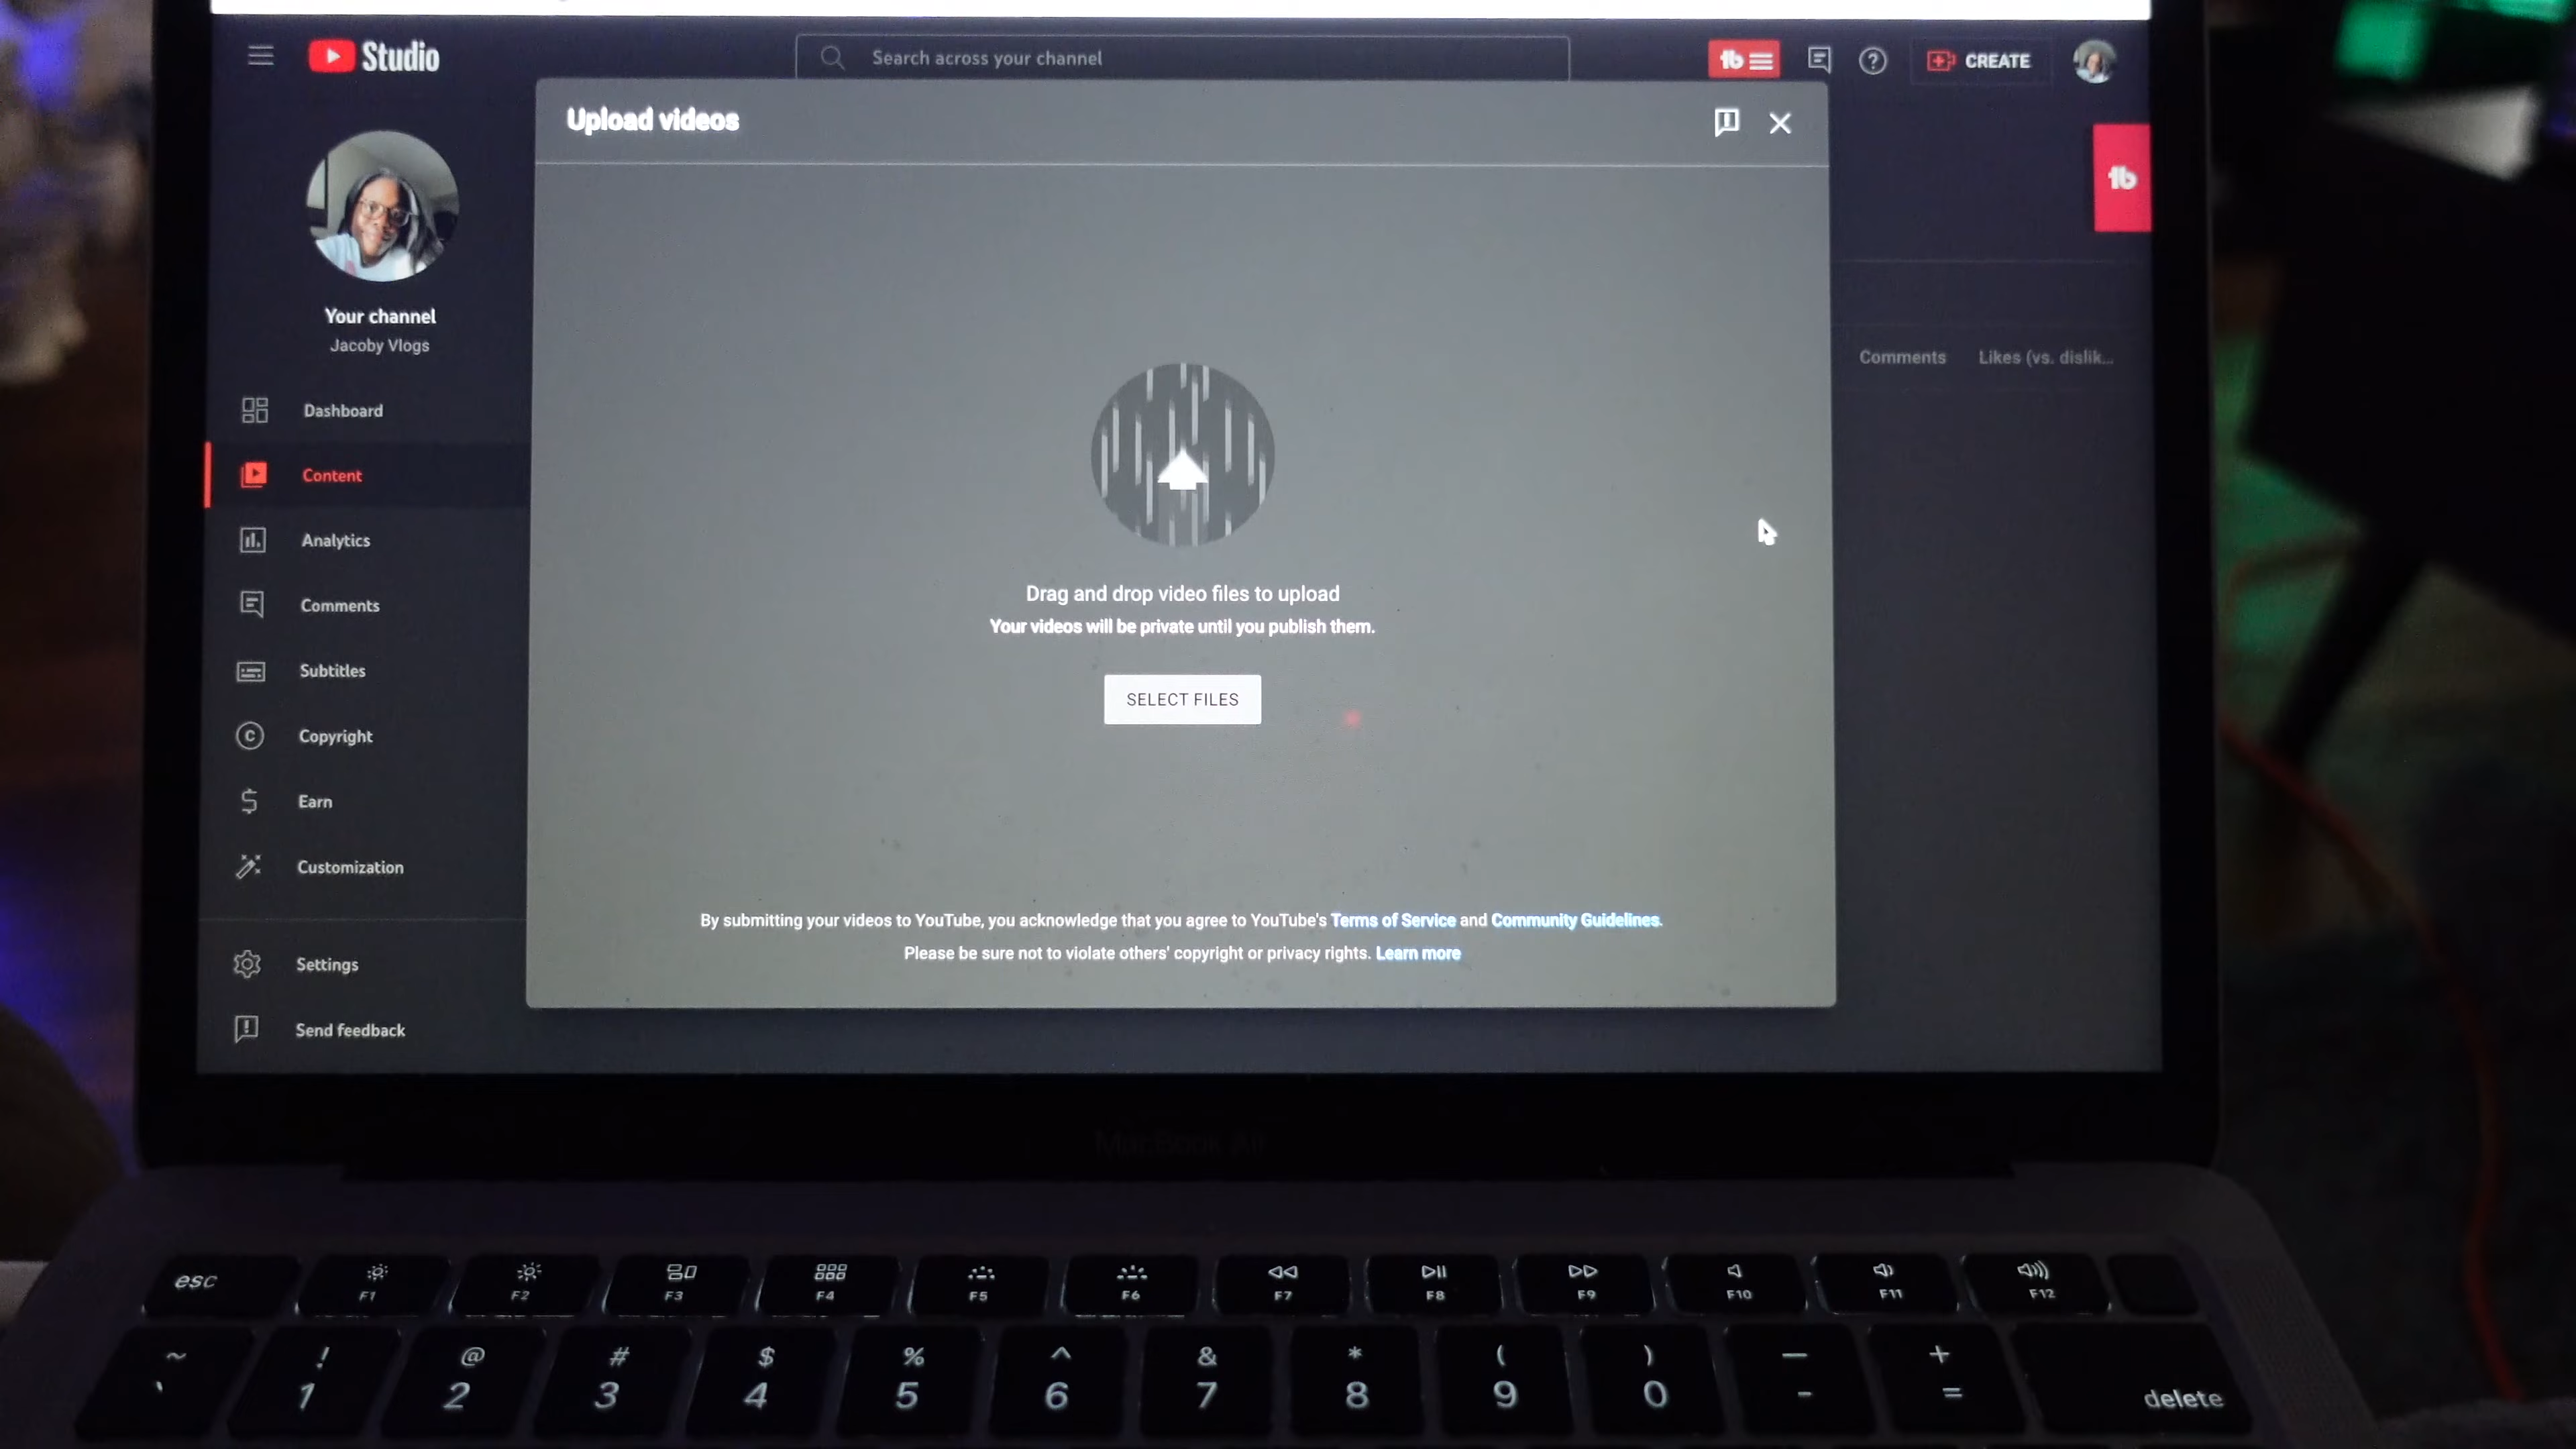 Studio
Search across your channel
tb
CREATE
Upload videos
tb
Your channel
Jacoby Vlogs
Comments
Likes (vs. dislik...
Dashboard
Content
Analytics
Comments
Subtitles
Copyright
Earn
Customization
Settings
Send feedback
Drag and drop video files to upload
Your videos will be private until you publish them.
SELECT FILES
By submitting your videos to YouTube, you acknowledge that you agree to YouTube's Terms of Service and Community Guidelines.
Please be sure not to violate others' copyright or privacy rights. Learn more
MacBook Air
esc F1 F2 F3 F4 F5 F6 F7 F8 F9 F10 F11 F12
~ ! @ # $ % ^ & * ( ) — +
` 1 2 3 4 5 6 7 8 9 0 - = delete